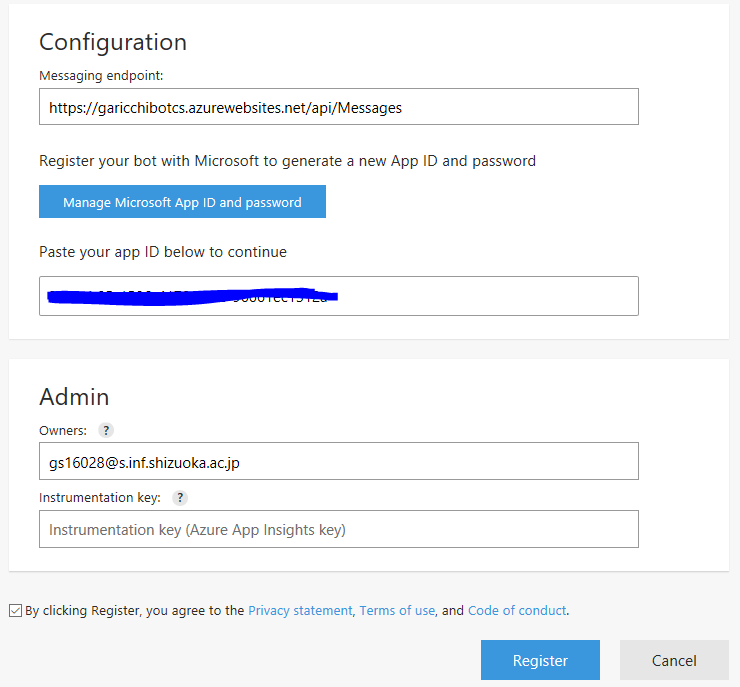 Configuration
Messaging endpoint:
https://garicchibotcs.azurewebsites.net/api/Messages
Register your bot with Microsoft to generate a new App ID and password
Manage Microsoft App ID and password
Paste your app ID below to continue
Admin
Owners: ?
gs16028@s.inf.shizuoka.ac.jp
Instrumentation key: ?
Instrumentation key (Azure App Insights key)
By clicking Register, you agree to the Privacy statement, Terms of use, and Code of conduct.
Register Cancel